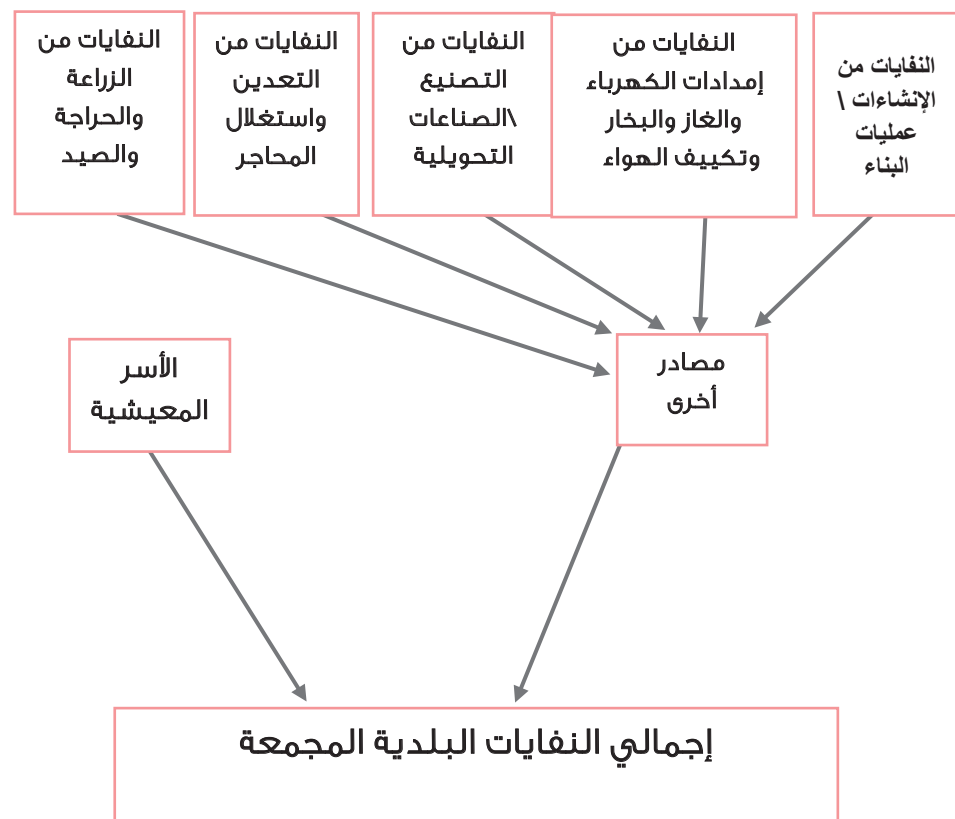 النفايات من
الإنشاءات \
عمليات
البناء
النفايات من
إمدادات الكهرباء
والغاز والبخار
وتكييف الهواء
النفايات من
التصنيع
\الصناعات
التحويلية
النفايات من
التعدين
واستغلال
المحاجر
النفايات من
الزراعة
والحراجة
والصيد
مصادر
أخرى
الأسر
المعيشية
إجمالي النفايات البلدية المجمعة